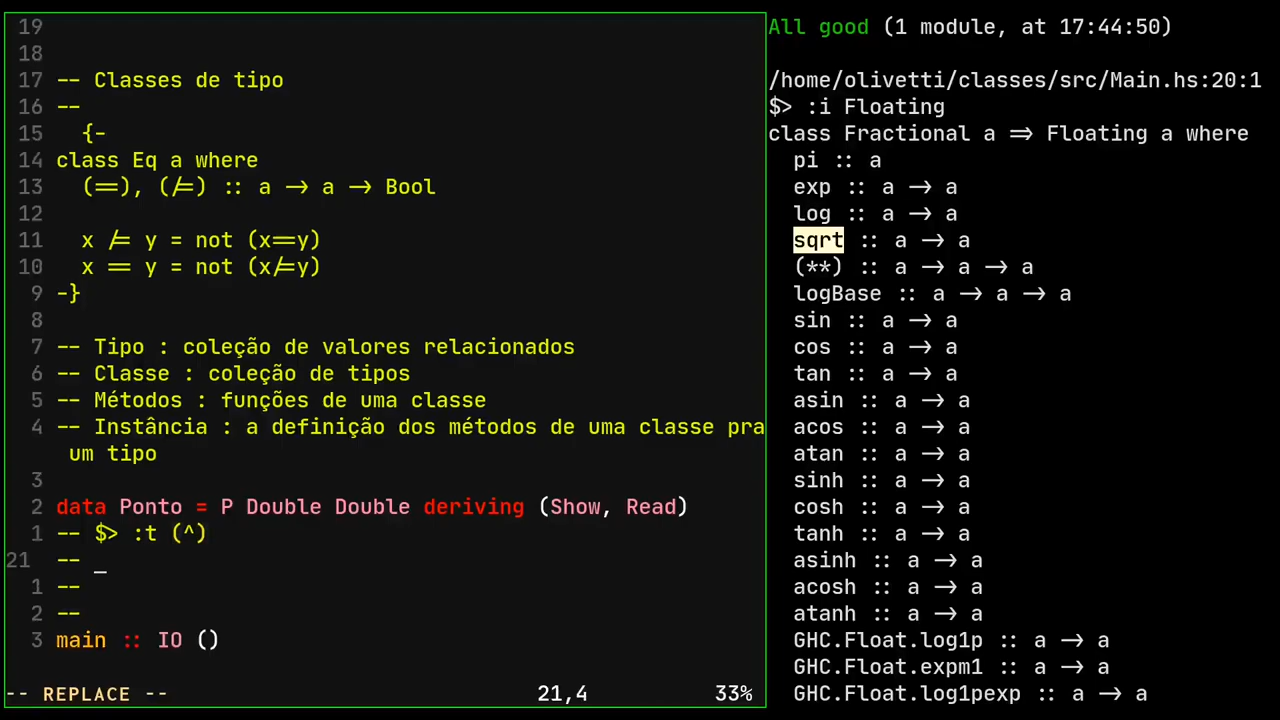 19
18
17 -- Classes de tipo
16 --
15   {-
14 class Eq a where
13   (==), (/=) :: a -> a -> Bool
12
11   x /= y = not (x==y)
10   x == y = not (x/=y)
9 -}
8
7 -- Tipo : coleção de valores relacionados
6 -- Classe : coleção de tipos
5 -- Métodos : funções de uma classe
4 -- Instância : a definição dos métodos de uma classe pra
um tipo
3
2 data Ponto = P Double Double deriving (Show, Read)
1 -- $> :t (^)
21 -- _
1 --
2 --
3 main :: IO ()
-- REPLACE -- 21,4 33%
All good (1 module, at 17:44:50)
/home/olivetti/classes/src/Main.hs:20:1
$> :i Floating
class Fractional a => Floating a where
  pi :: a
  exp :: a -> a
  log :: a -> a
  sqrt :: a -> a
  (**) :: a -> a -> a
  logBase :: a -> a -> a
  sin :: a -> a
  cos :: a -> a
  tan :: a -> a
  asin :: a -> a
  acos :: a -> a
  atan :: a -> a
  sinh :: a -> a
  cosh :: a -> a
  tanh :: a -> a
  asinh :: a -> a
  acosh :: a -> a
  atanh :: a -> a
  GHC.Float.log1p :: a -> a
  GHC.Float.expm1 :: a -> a
  GHC.Float.log1pexp :: a -> a